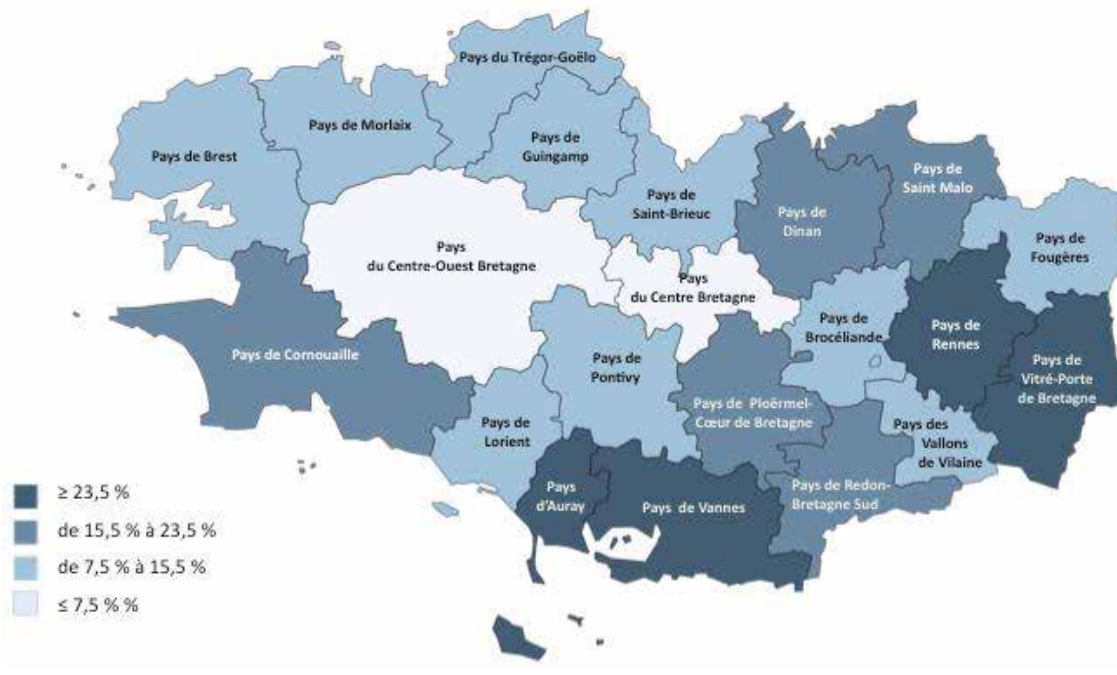 Pays du Trégor-Goëlo
Pays de Morlaix
Pays de
Guingamp
Pays de Brest
Pays de
Saint-Brieuc
Pays de
Dinan
Pays de
Saint Malo
Pays de
Fougères
Pays
du Centre-Ouest Bretagne
Pays
du Centre Bretagne
Pays de
Brocéliande
Pays de
Rennes
Pays de
Vitré-Porte
de Bretagne
Pays de Cornouaille
Pays de
Pontivy
Pays de Ploërmel-
Cœur de Bretagne
Pays des
Vallons
de Vilaine
Pays de
Lorient
Pays
d'Auray
Pays de Vannes
Pays de Redon-
Bretagne Sud
≥ 23,5 %
de 15,5 % à 23,5 %
de 7,5 % à 15,5 %
≤ 7,5 % %